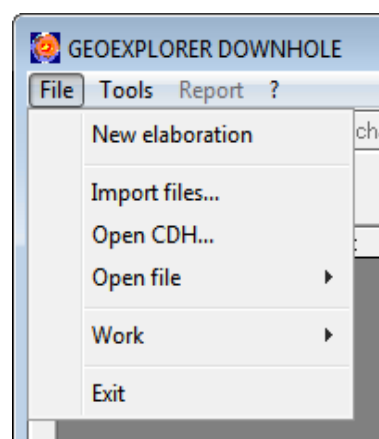 GEOEXPLORER DOWNHOLE
File Tools Report ?
New elaboration
Import files...
Open CDH...
Open file
Work
Exit